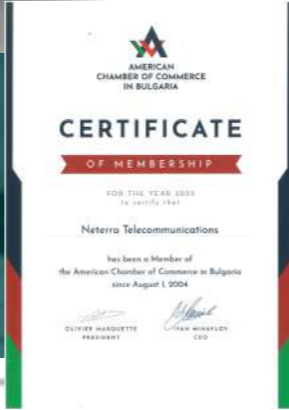 AMERICAN
CHAMBER OF COMMERCE
IN BULGARIA
CERTIFICATE
OF MEMBERSHIP
FOR THE YEAR
to certify that
Neterra Telecommunications
has been a Member of
the American Chamber of Commerce in Bulgaria
since August 1, 2004
OLIVIER MARQUETTE
IVAN MIHAYLOV
PRESIDENT
CEO